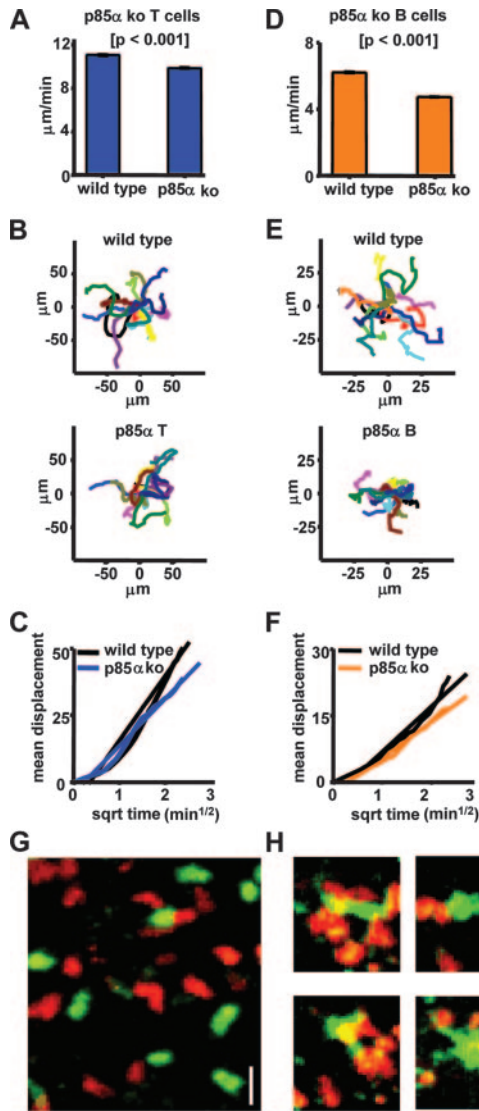 A
p85α ko T cells
[p < 0.001]
μm/min
12
8
4
0
wild type
p85α ko
D
p85α ko B cells
[p < 0.001]
μm/min
8
4
0
wild type
p85α ko
B
wild type
50
0
-50
μm
-50
0
50
μm
p85α T
50
0
-50
μm
-50
0
50
μm
E
wild type
25
0
-25
μm
-25
0
25
μm
p85α B
25
0
-25
μm
-25
0
25
μm
C
mean displacement
50
25
0
wild type
p85α ko
0
1
2
3
sqrt time (min1/2)
F
mean displacement
30
15
0
wild type
p85α ko
0
1
2
3
sqrt time (min1/2)
G
H